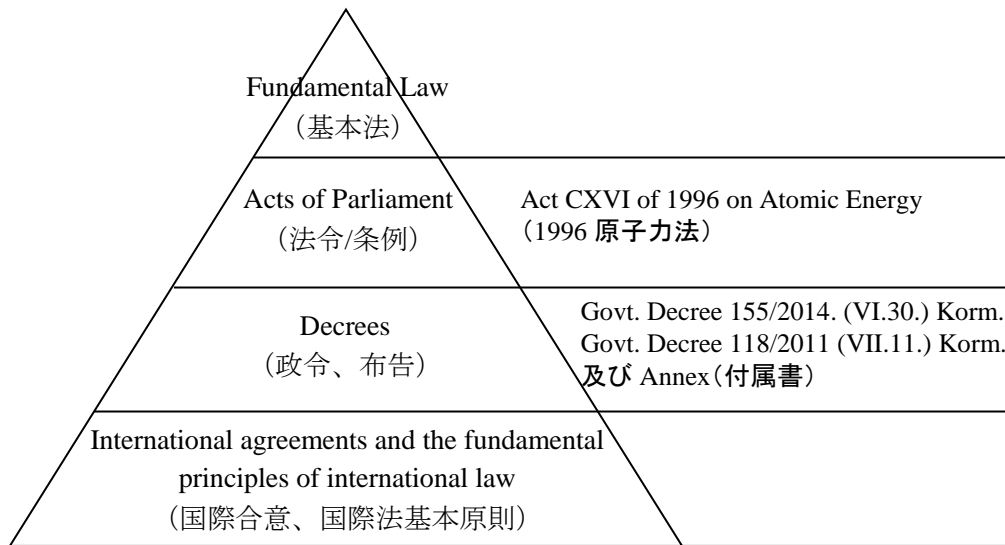 Fundamental Law
（基本法）
Acts of Parliament
（法令/条例）
Act CXVI of 1996 on Atomic Energy
（1996 原子力法）
Decrees
（政令、布告）
Govt. Decree 155/2014. (VI.30.) Korm.
Govt. Decree 118/2011 (VII.11.) Korm.
及び Annex（付属書）
International agreements and the fundamental
principles of international law
（国際合意、国際法基本原則）